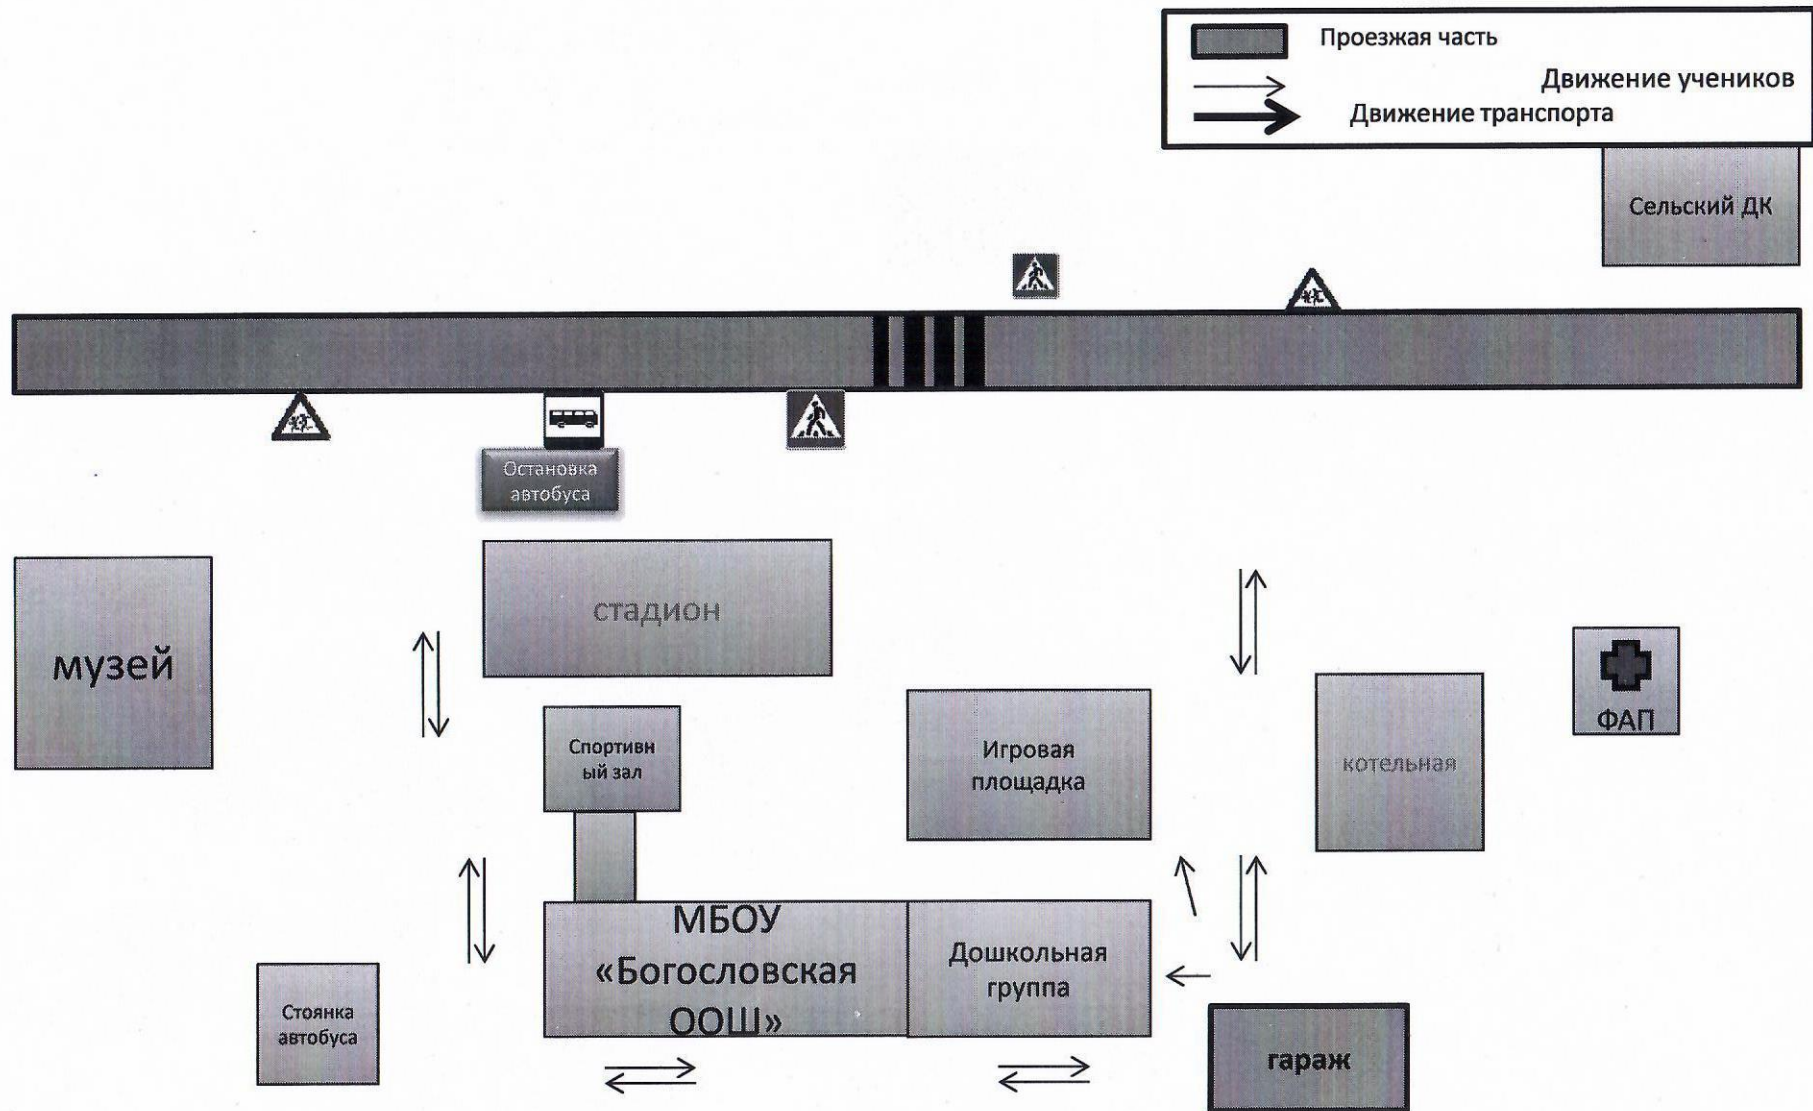 Проезжая часть
Движение учеников
Движение транспорта
Сельский ДК
Остановка
автобуса
стадион
музей
ФАП
Спортивн
ый зал
Игровая
площадка
котельная
МБОУ
«Богословская
ООШ»
Дошкольная
группа
Стоянка
автобуса
гараж